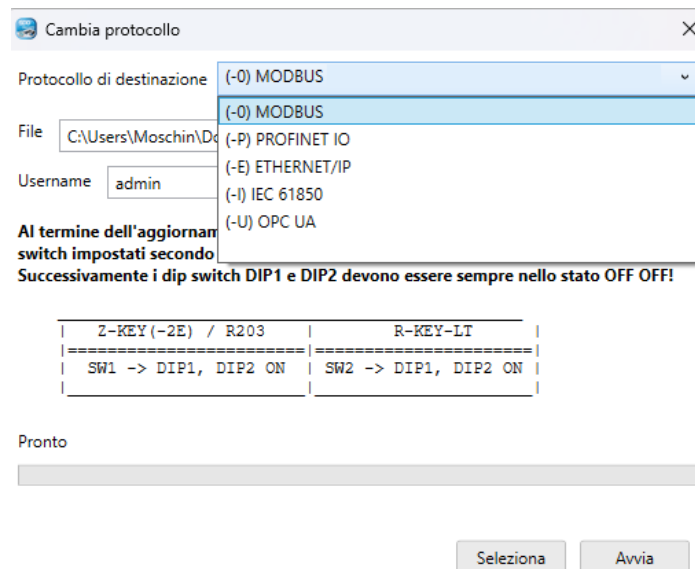 Cambia protocollo
Protocollo di destinazione (-0) MODBUS
(-0) MODBUS
(-P) PROFINET IO
(-E) ETHERNET/IP
(-I) IEC 61850
(-U) OPC UA
File C:\Users\Moschin\Do
Username admin
Al termine dell'aggiornam
switch impostati secondo
Successivamente i dip switch DIP1 e DIP2 devono essere sempre nello stato OFF OFF!
| Z-KEY(-2E) / R203 | R-KEY-LT |
|=======================|=====================|
| SW1 -> DIP1, DIP2 ON | SW2 -> DIP1, DIP2 ON |
Pronto
Seleziona Avvia